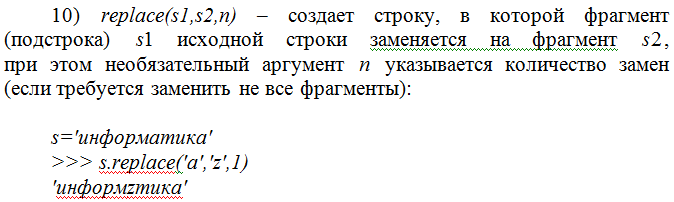 10) replace(s1,s2,n) – создает строку, в которой фрагмент
(подстрока) s1 исходной строки заменяется на фрагмент s2,
при этом необязательный аргумент n указывается количество замен
(если требуется заменить не все фрагменты):
s='информатика'
>>> s.replace('a','z',1)
'информzтика'